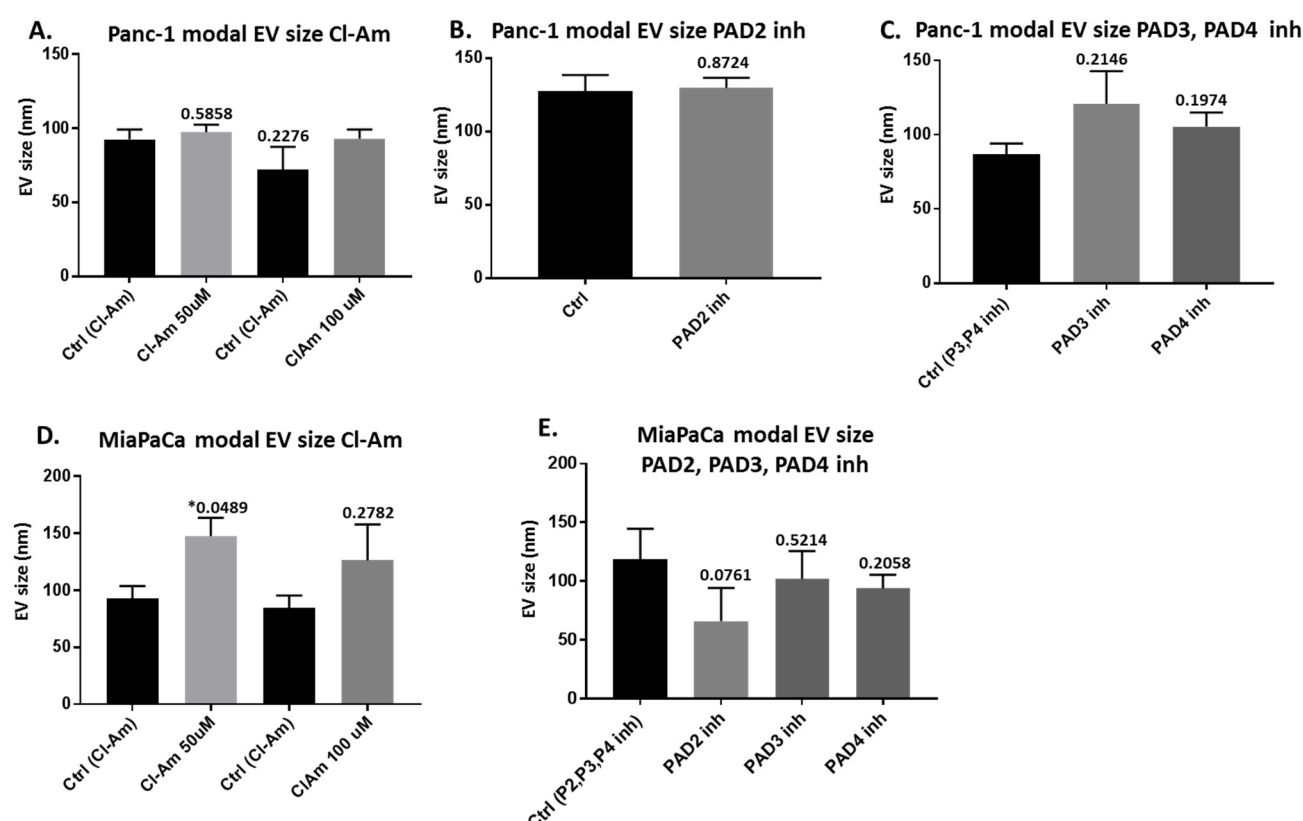 A.
Panc-1 modal EV size Cl-Am
EV size (nm)
150
100
50
0
0.5858
0.2276
Ctrl (Cl-Am)
Cl-Am 50uM
Ctrl (Cl-Am)
ClAm 100 uM
B.
Panc-1 modal EV size PAD2 inh
EV size (nm)
150
100
50
0
0.8724
Ctrl
PAD2 inh
C.
Panc-1 modal EV size PAD3, PAD4 inh
EV size (nm)
150
100
50
0
0.2146
0.1974
Ctrl (P3,P4 inh)
PAD3 inh
PAD4 inh
D.
MiaPaCa modal EV size Cl-Am
EV size (nm)
200
150
100
50
0
*0.0489
0.2782
Ctrl (Cl-Am)
Cl-Am 50uM
Ctrl (Cl-Am)
ClAm 100 uM
E.
MiaPaCa modal EV size
PAD2, PAD3, PAD4 inh
EV size (nm)
200
150
100
50
0
0.0761
0.5214
0.2058
Ctrl (P2,P3,P4 inh)
PAD2 inh
PAD3 inh
PAD4 inh